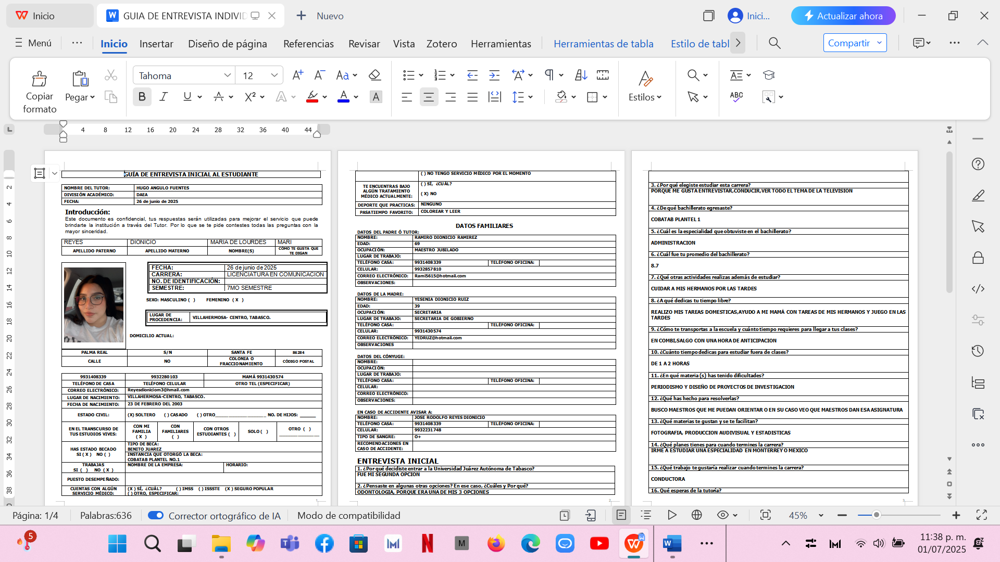 Inicio
GUIA DE ENTREVISTA INDIVID
Nuevo
Inici...
Actualizar ahora
Menú
Inicio
Insertar
Diseño de página
Referencias
Revisar
Vista
Zotero
Herramientas
Herramientas de tabla
Estilo de tabl
Compartir
Copiar formato
Pegar
Tahoma
12
Estilos
4 8 12 16 20 24 28 32 36 40 44
2 4 6 8 10 12 14 16 18 20 22 24 26 28 30 32 34 36 38
GUÍA DE ENTREVISTA INICIAL AL ESTUDIANTE
NOMBRE DEL TUTOR: HUGO ANGULO FUENTES
DIVISIÓN ACADÉMICO: DAEA
FECHA: 26 de junio de 2025
Introducción:
Este documento es confidencial, tus respuestas serán utilizadas para mejorar el servicio que puede
brindarte la institución a través del Tutor. Por lo que se te pide contestes todas las preguntas con la
mayor sinceridad.
REYES DIONICIO MARIA DE LOURDES MARI
APELLIDO PATERNO APELLIDO MATERNO NOMBRE(S) CÓMO TE GUSTA QUE TE DIGAN
FECHA: 26 de junio de 2025
CARRERA: LICENCIATURA EN COMUNICACION
NO. DE IDENTIFICACIÓN:
SEMESTRE: 7MO SEMESTRE
SEXO: MASCULINO ( ) FEMENINO ( X )
LUGAR DE PROCEDENCIA: VILLAHERMOSA- CENTRO, TABASCO.
DOMICILIO ACTUAL:
PALMA REAL S/N SANTA FE 86284
CALLE NO COLONIA O FRACCIONAMIENTO CÓDIGO POSTAL
9931408339 9932280103 MAMÁ 9931430574
TELÉFONO DE CASA TELÉFONO CELULAR OTRO TEL (ESPECIFICAR)
CORREO ELECTRÓNICO: Reyesdioniciom3@hmail.com
LUGAR DE NACIMIENTO: VILLAHERMOSA-CENTRO, TABASCO.
FECHA DE NACIMIENTO: 23 DE FEBRERO DEL 2003
ESTADO CIVIL: (X) SOLTERO ( ) CASADO ( ) OTRO____________________ NO. DE HIJOS: ______
EN EL TRANSCURSO DE TUS ESTUDIOS VIVES: CON MI FAMILIA ( X ) CON FAMILIARES ( ) CON OTROS ESTUDIANTES ( ) SOLO ( ) OTRO ( ) ________________
HAS ESTADO BECADO SI ( X ) NO ( )
TIPO DE BECA:
BENITO JUAREZ
INSTANCIA QUE OTORGÓ LA BECA:
COBATAB PLANTEL NO.1
TRABAJAS SI ( ) NO ( X ) NOMBRE DE LA EMPRESA: HORARIO:
PUESTO DESEMPEÑADO:
CUENTAS CON ALGÚN SERVICIO MÉDICO: (X ) SÍ, ¿CUÁL? ( ) IMSS ( ) ISSSTE (X ) SEGURO POPULAR
( ) OTRO, ESPECIFICAR:
1
( ) NO TENGO SERVICIO MÉDICO POR EL MOMENTO
TE ENCUENTRAS BAJO ALGÚN TRATAMIENTO MÉDICO ACTUALMENTE: ( ) SÍ, ¿CUÁL?
( X) NO
DEPORTE QUE PRACTICAS: NINGUNO
PASATIEMPO FAVORITO: COLOREAR Y LEER
DATOS FAMILIARES
DATOS DEL PADRE Ó TUTOR:
NOMBRE: RAMIRO DIONICIO RAMIREZ
EDAD: 69
OCUPACIÓN: MAESTRO JUBILADO
LUGAR DE TRABAJO:
TELÉFONO CASA: 9931408339 TELÉFONO OFICINA:
CELULAR: 9932857810
CORREO ELECTRÓNICO: Rami5615@hotmail.com
OBSERVACIONES:
DATOS DE LA MADRE:
NOMBRE: YESENIA DIONICIO RUIZ
EDAD: 39
OCUPACIÓN: SECRETARIA
LUGAR DE TRABAJO: SECRETARIA DE GOBIERNO
TELÉFONO CASA: TELÉFONO OFICINA:
CELULAR: 9931430574
CORREO ELECTRÓNICO: YEDRUZ@hotmail.com
OBSERVACIONES
DATOS DEL CÓNYUGE:
NOMBRE:
OCUPACIÓN:
LUGAR DE TRABAJO:
TELÉFONO CASA: TELÉFONO OFICINA:
CELULAR:
CORREO ELECTRÓNICO:
OBSERVACIONES:
EN CASO DE ACCIDENTE AVISAR A:
NOMBRE: JOSE RODOLFO REYES DIONICIO
TELÉFONO CASA: 9931408339 TELÉFONO OFICINA:
CELULAR: 9932231748
TIPO DE SANGRE: O+
RECOMENDACIONES EN CASO DE ACCIDENTE:
ENTREVISTA INICIAL
1. ¿Por qué decidiste entrar a la Universidad Juárez Autónoma de Tabasco?
FUE MI SEGUNDA OPCION
2. ¿Pensaste en algunas otras opciones? En ese caso, ¿Cuáles y Por qué?
ODONTOLOGIA, PORQUE ERA UNA DE MIS 3 OPCIONES
2
3. ¿Por qué elegiste estudiar esta carrera?
PORQUE ME GUSTA ENTREVISTAR,CONDUCIR,VER TODO EL TEMA DE LA TELEVISION
4. ¿De qué bachillerato egresaste?
COBATAB PLANTEL 1
5. ¿Cuál es la especialidad que obtuviste en el bachillerato?
ADMINISTRACION
6. ¿Cuál fue tu promedio del bachillerato?
8.7
7. ¿Qué otras actividades realizas además de estudiar?
CUIDAR A MIS HERMANOS POR LAS TARDES
8. ¿A qué dedicas tu tiempo libre?
REALIZO MIS TAREAS DOMESTICAS,AYUDO A MI MAMÁ CON TAREAS DE MIS HERMANOS Y JUEGO EN LAS
TARDES
9. ¿Cómo te transportas a la escuela y cuánto tiempo requieres para llegar a tus clases?
EN COMBI,SALGO CON UNA HORA DE ANTICIPACION
10. ¿Cuánto tiempo dedicas para estudiar fuera de clases?
DE 1 A 2 HORAS
11. ¿En qué materia (s) has tenido dificultades?
PERIODISMO Y DISEÑO DE PROYECTOS DE INVESTIGACION
12. ¿Qué has hecho para resolverlas?
BUSCO MAESTROS QUE ME PUEDAN ORIENTAR O EN SU CASO VEO QUE MAESTROS DAN ESA ASIGNATURA
13. ¿Qué materias te gustan y se te facilitan?
FOTOGRAFIA, PRODUCCION AUDIVISUAL Y ESTADISTICAS
14. ¿Qué planes tienes para cuando termines la carrera?
IRME A ESTUDIAR UNA ESPECIALIDAD EN MONTERREY O MEXICO
15. ¿Qué trabajo te gustaría realizar cuando termines la carrera?
CONDUCTORA
16. Qué esperas de la tutoría?
3
Página: 1/4
Palabras:636
Corrector ortográfico de IA
Modo de compatibilidad
45%
5
11:38 p. m.
01/07/2025